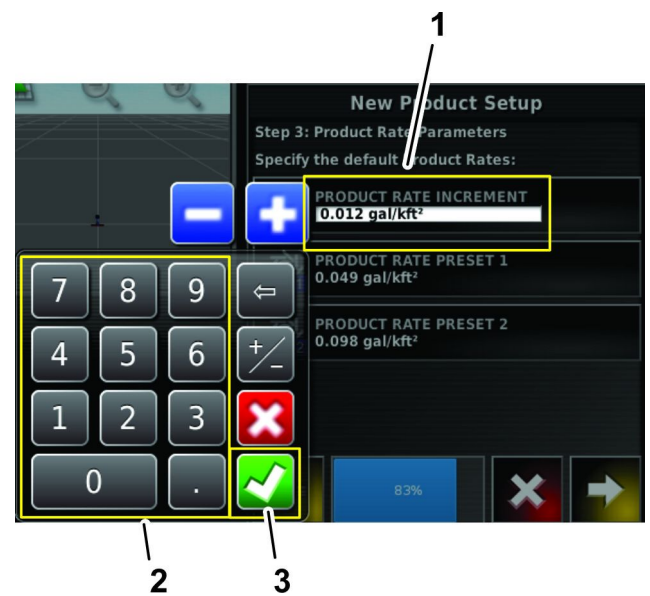 1
New Product Setup
Step 3: Product Rate Parameters
Specify the default Product Rates:
PRODUCT RATE INCREMENT
0.012 gal/kft²
PRODUCT RATE PRESET 1
0.049 gal/kft²
PRODUCT RATE PRESET 2
0.098 gal/kft²
7 8 9
4 5 6 +/-
1 2 3
0 .
83%
2 3